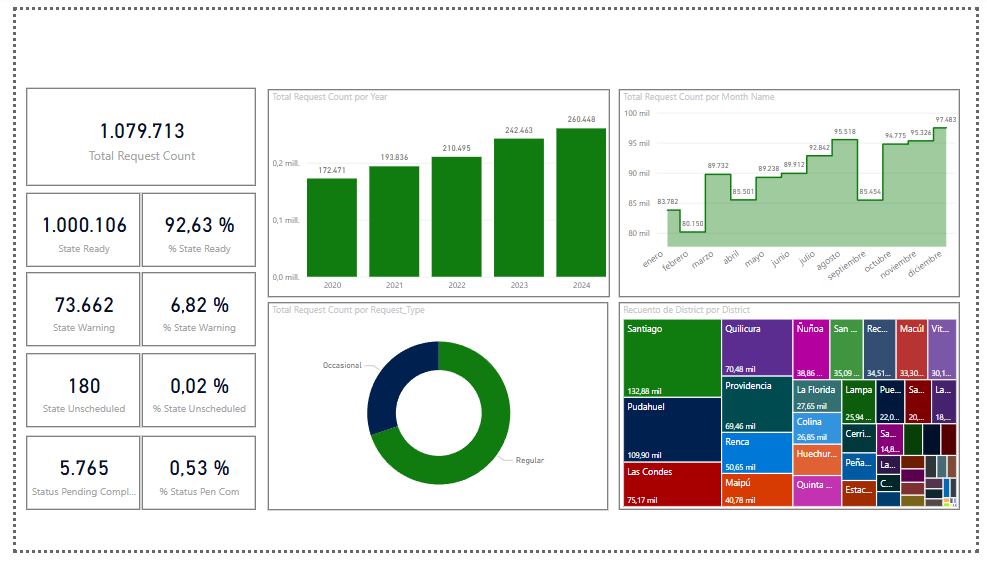 1.079.713
Total Request Count
1.000.106
State Ready
92,63 %
% State Ready
73.662
State Warning
6,82 %
% State Warning
180
State Unscheduled
0,02 %
% State Unscheduled
5.765
Status Pending Compl...
0,53 %
% Status Pen Com
Total Request Count por Year
0,2 mill.
0,1 mill.
0,0 mill.
172.471
193.836
210.495
242.463
260.448
2020
2021
2022
2023
2024
Total Request Count por Month Name
100 mil
95 mil
90 mil
85 mil
80 mil
83.782
80.150
89.732
85.501
89.238
89.912
92.842
95.518
85.454
94.775
95.326
97.483
enero
febrero
marzo
abril
mayo
junio
julio
agosto
septiembre
octubre
noviembre
diciembre
Total Request Count por Request_Type
Occasional
Regular
Recuento de District por District
Santiago
132,88 mil
Pudahuel
109,90 mil
Las Condes
75,17 mil
Quilicura
70,48 mil
Providencia
69,46 mil
Renca
50,65 mil
Maipú
40,78 mil
Ñuñoa
38,86 ...
San ...
35,09 ...
Rec...
34,51...
Macúl
33,30...
Vit...
30,1...
La Florida
27,65 mil
Colina
26,85 mil
Huechur...
Quinta ...
Lampa
25,94 ...
Cerri...
Peña...
Estac...
Pue...
22,0...
Sa...
20,...
La...
18,...
Sa...
14,8...
La...
C...